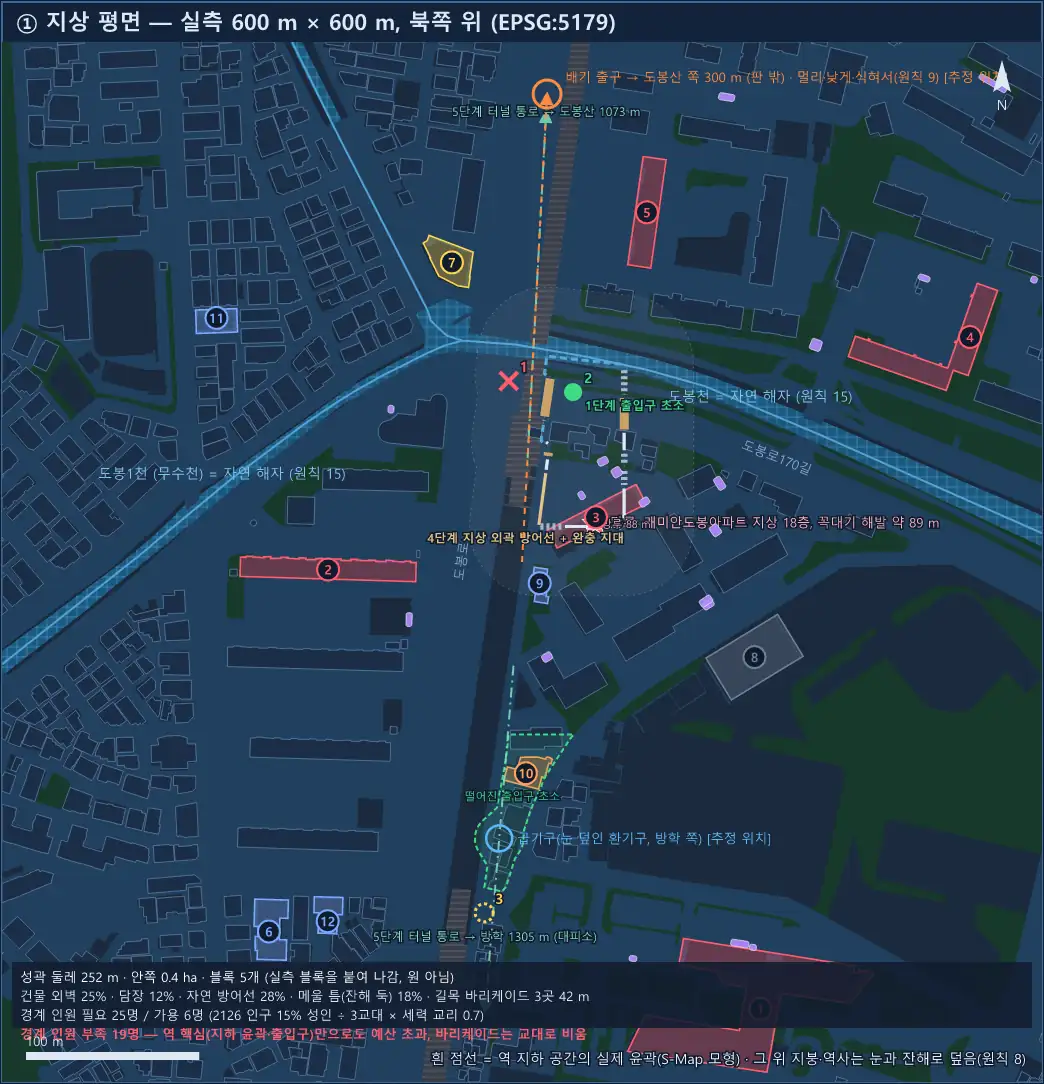 ① 지상 평면 — 실측 600 m × 600 m, 북쪽 위 (EPSG:5179)
배기 출구 → 도봉산 쪽 300 m (판 밖) · 멀리·낮게·식혀서(원칙 9) [추정 위치]
N
5단계 터널 통로 → 도봉산 1073 m
5
7
11
4
1
2
1단계 출입구 초소
도봉천 = 자연 해자 (원칙 15)
도봉로170길
도봉1천 (무수천) = 자연 해자 (원칙 15)
3
88 m
래미안도봉아파트 지상 18층, 꼭대기 해발 약 89 m
4단계 지상 외곽 방어선 + 완충 지대
도봉로
2
9
8
10
떨어진 출입구 초소
급기구(눈 덮인 환기구, 방학 쪽) [추정 위치]
3
6
12
5단계 터널 통로 → 방학 1305 m (대피소)
성곽 둘레 252 m · 안쪽 0.4 ha · 블록 5개 (실측 블록을 붙여 나감, 원 아님)
건물 외벽 25% · 담장 12% · 자연 방어선 28% · 메울 틈(잔해 둑) 18% · 길목 바리케이드 3곳 42 m
1
경계 인원 필요 25명 / 가용 6명 (2126 인구 15% 성인 ÷ 3교대 × 세력 교리 0.7)
경계 인원 부족 19명 — 역 핵심(지하 윤곽·출입구)만으로도 예산 초과, 바리케이드는 교대로 비움
100 m
흰 점선 = 역 지하 공간의 실제 윤곽(S-Map 모형) · 그 위 지붕·역사는 눈과 잔해로 덮음(원칙 8)